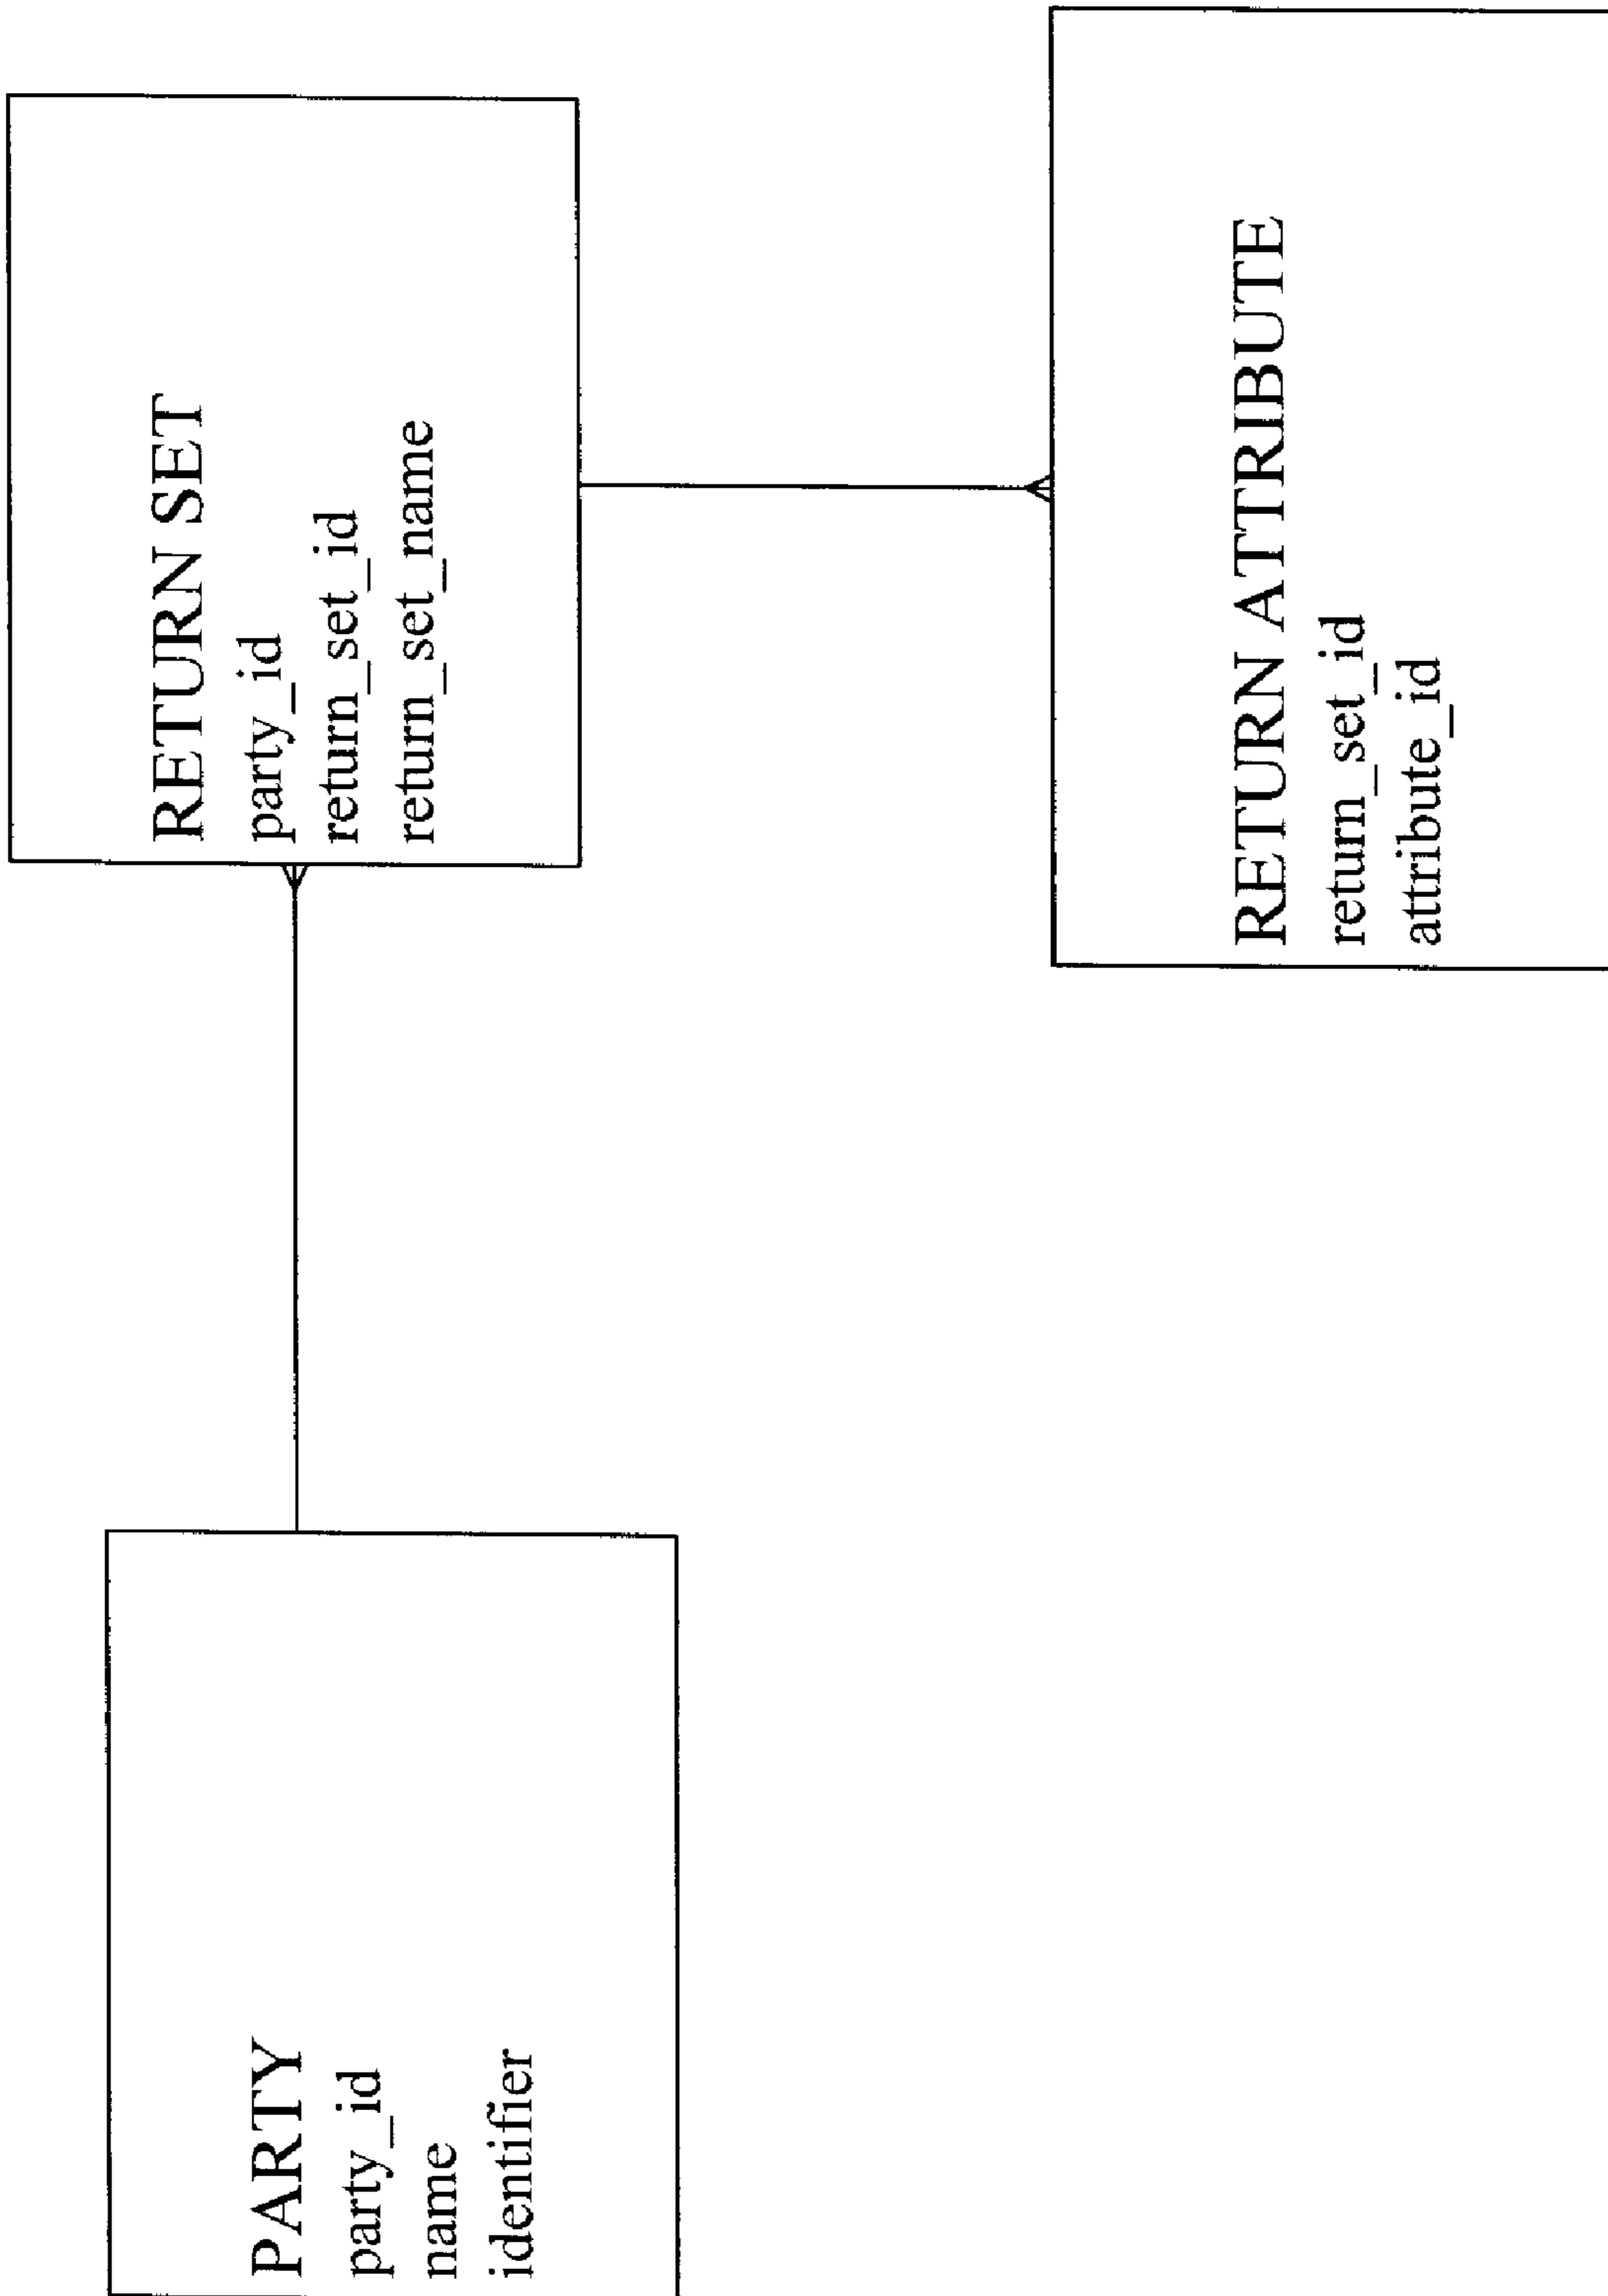 PARTY
party_id
name
identifier
RETURN SET
party_id
return_set_id
return_set_name
RETURN ATTRIBUTE
return_set_id
attribute_id